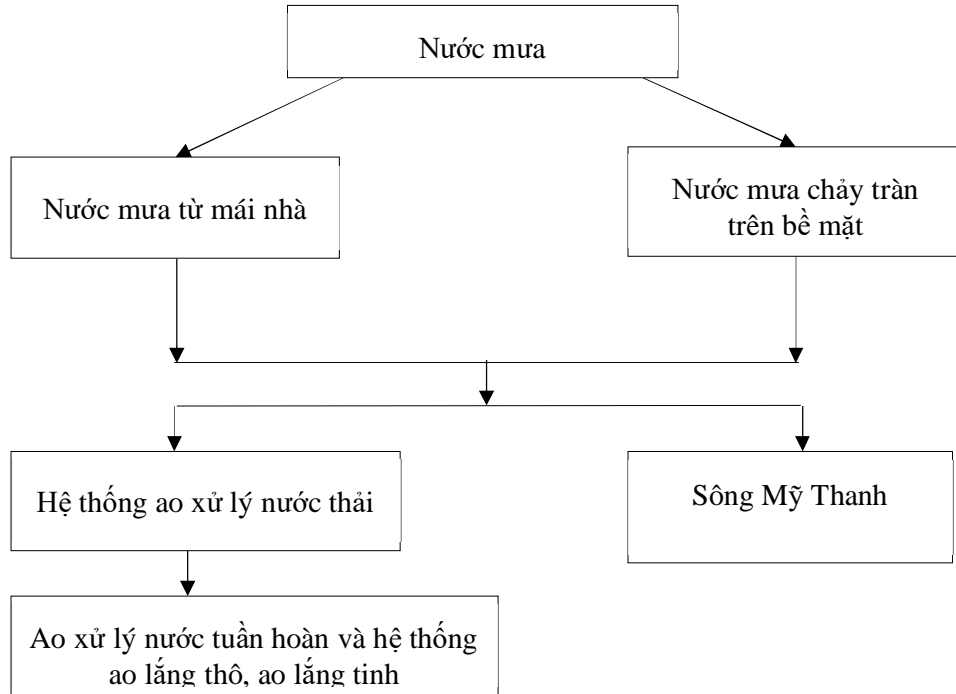 Nước mưa
Nước mưa từ mái nhà
Nước mưa chảy tràn
trên bề mặt
Hệ thống ao xử lý nước thải
Sông Mỹ Thanh
Ao xử lý nước tuần hoàn và hệ thống
ao lắng thô, ao lắng tinh